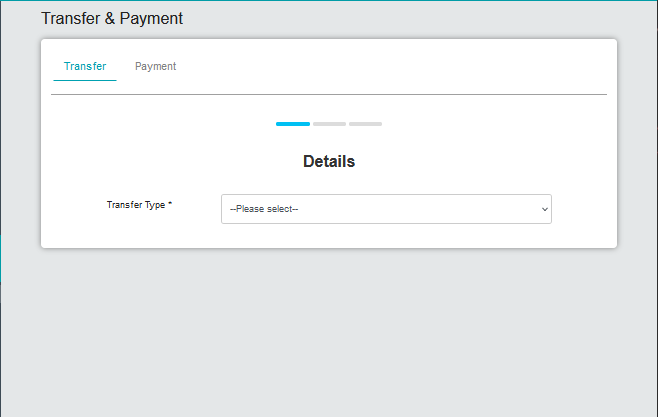 Transfer & Payment
Transfer Payment
Details
Transfer Type * --Please select--